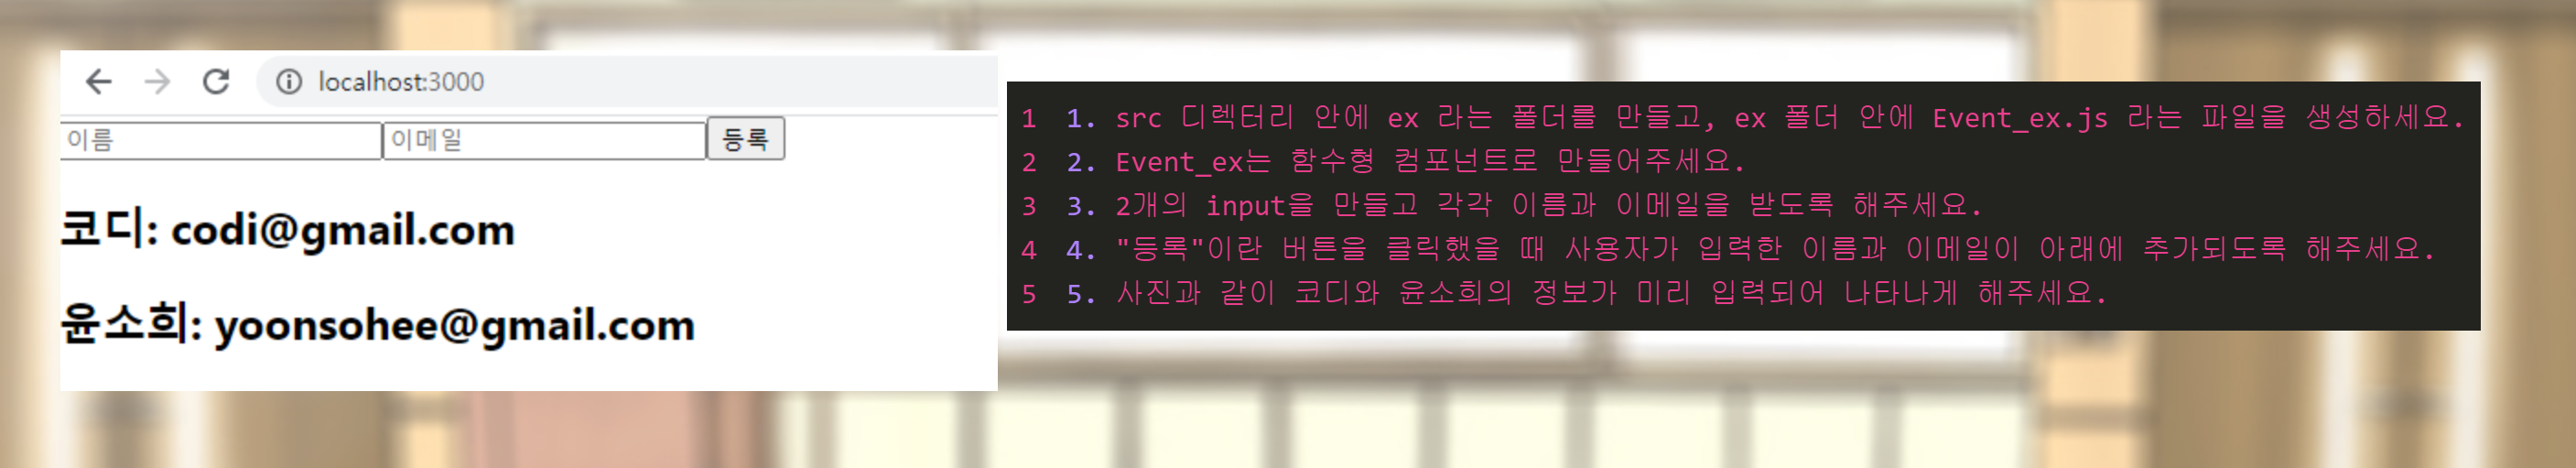 localhost:3000
이름 이메일 등록
코디: codi@gmail.com
윤소희: yoonsohee@gmail.com
1 1. src 디렉터리 안에 ex 라는 폴더를 만들고, ex 폴더 안에 Event_ex.js 라는 파일을 생성하세요.
2 2. Event_ex는 함수형 컴포넌트로 만들어주세요.
3 3. 2개의 input을 만들고 각각 이름과 이메일을 받도록 해주세요.
4 4. "등록"이란 버튼을 클릭했을 때 사용자가 입력한 이름과 이메일이 아래에 추가되도록 해주세요.
5 5. 사진과 같이 코디와 윤소희의 정보가 미리 입력되어 나타나게 해주세요.